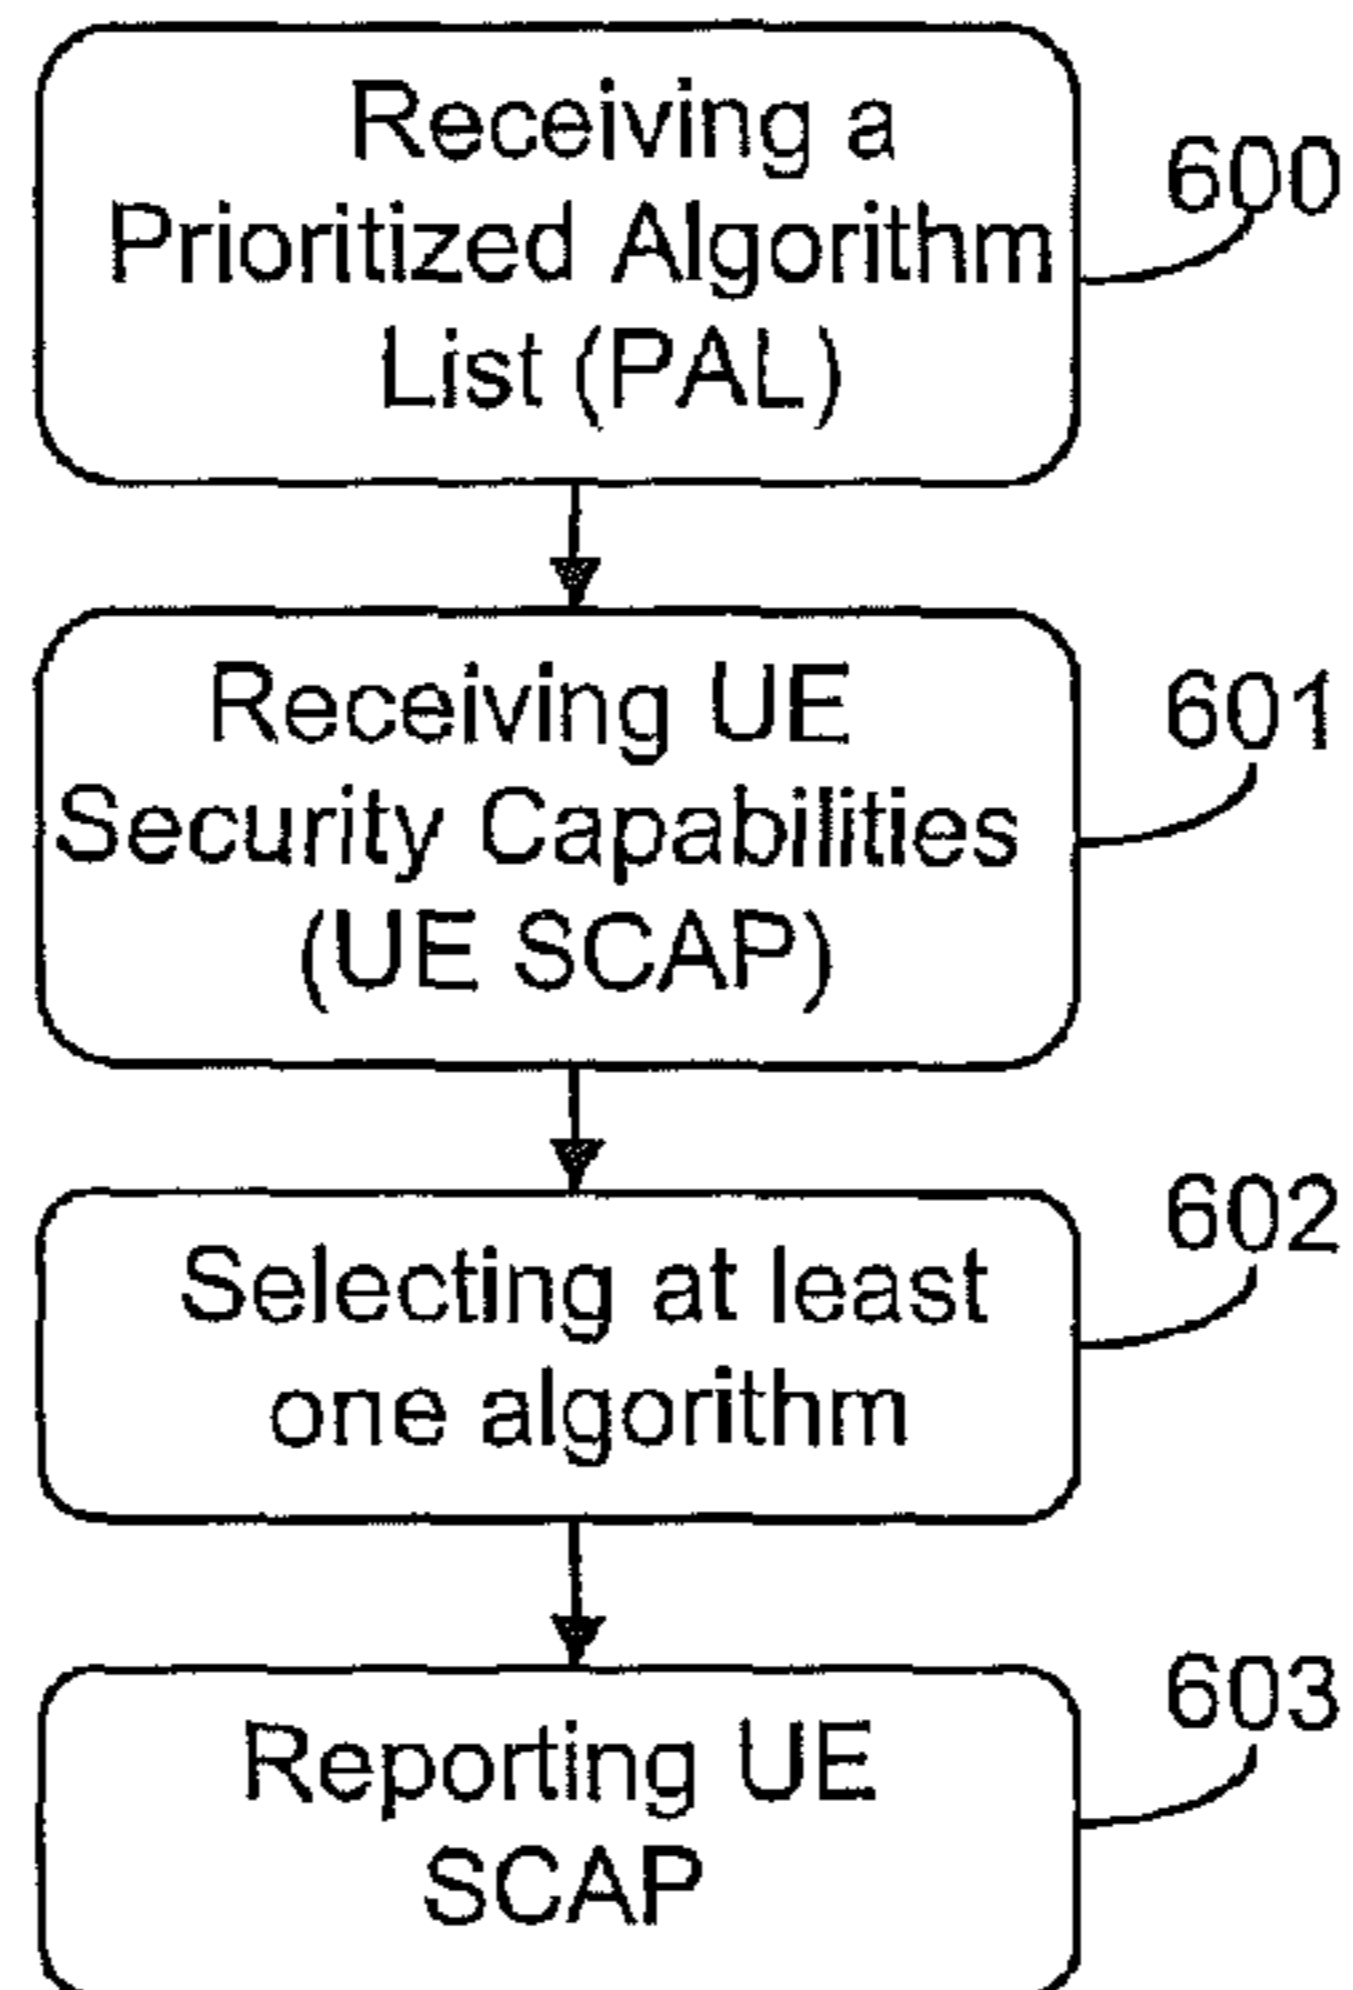 Receiving a
Prioritized Algorithm
List (PAL)
600
Receiving UE
Security Capabilities
(UE SCAP)
601
Selecting at least
one algorithm
602
Reporting UE
SCAP
603